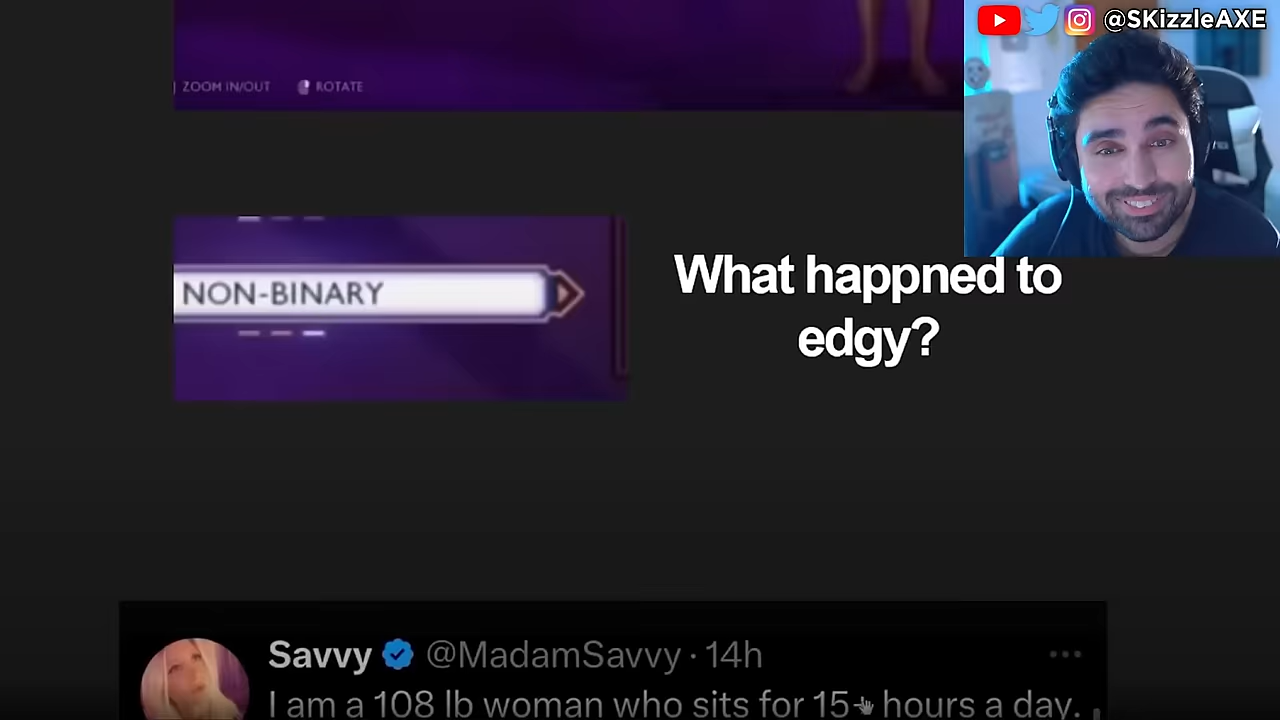 @SKizzleAXE
ZOOM IN/OUT ROTATE
NON-BINARY
What happned to
edgy?
Savvy @MadamSavvy · 14h
I am a 108 lb woman who sits for 15 hours a day.